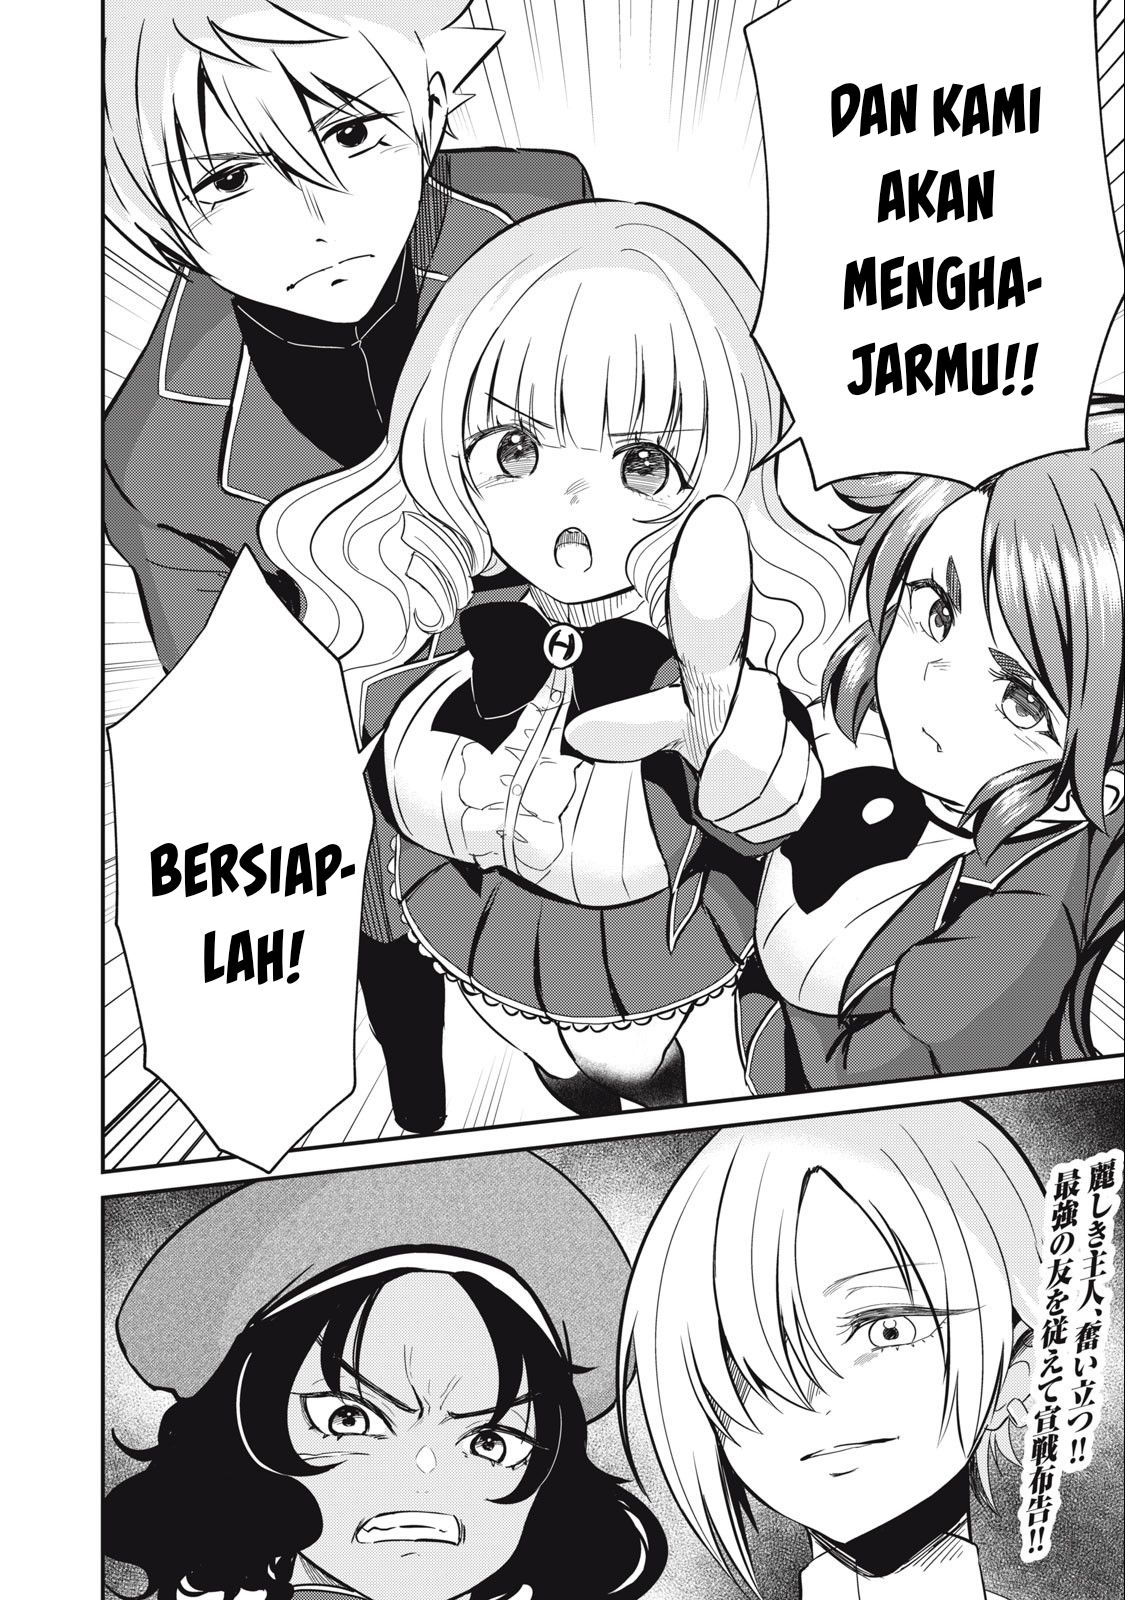 DAN KAMI
AKAN
MENGHA-
JARMU!!
BERSIAP-
LAH!
H
麗しき主人、奮い立つ!!
最強の友を従えて宣戦布告!!